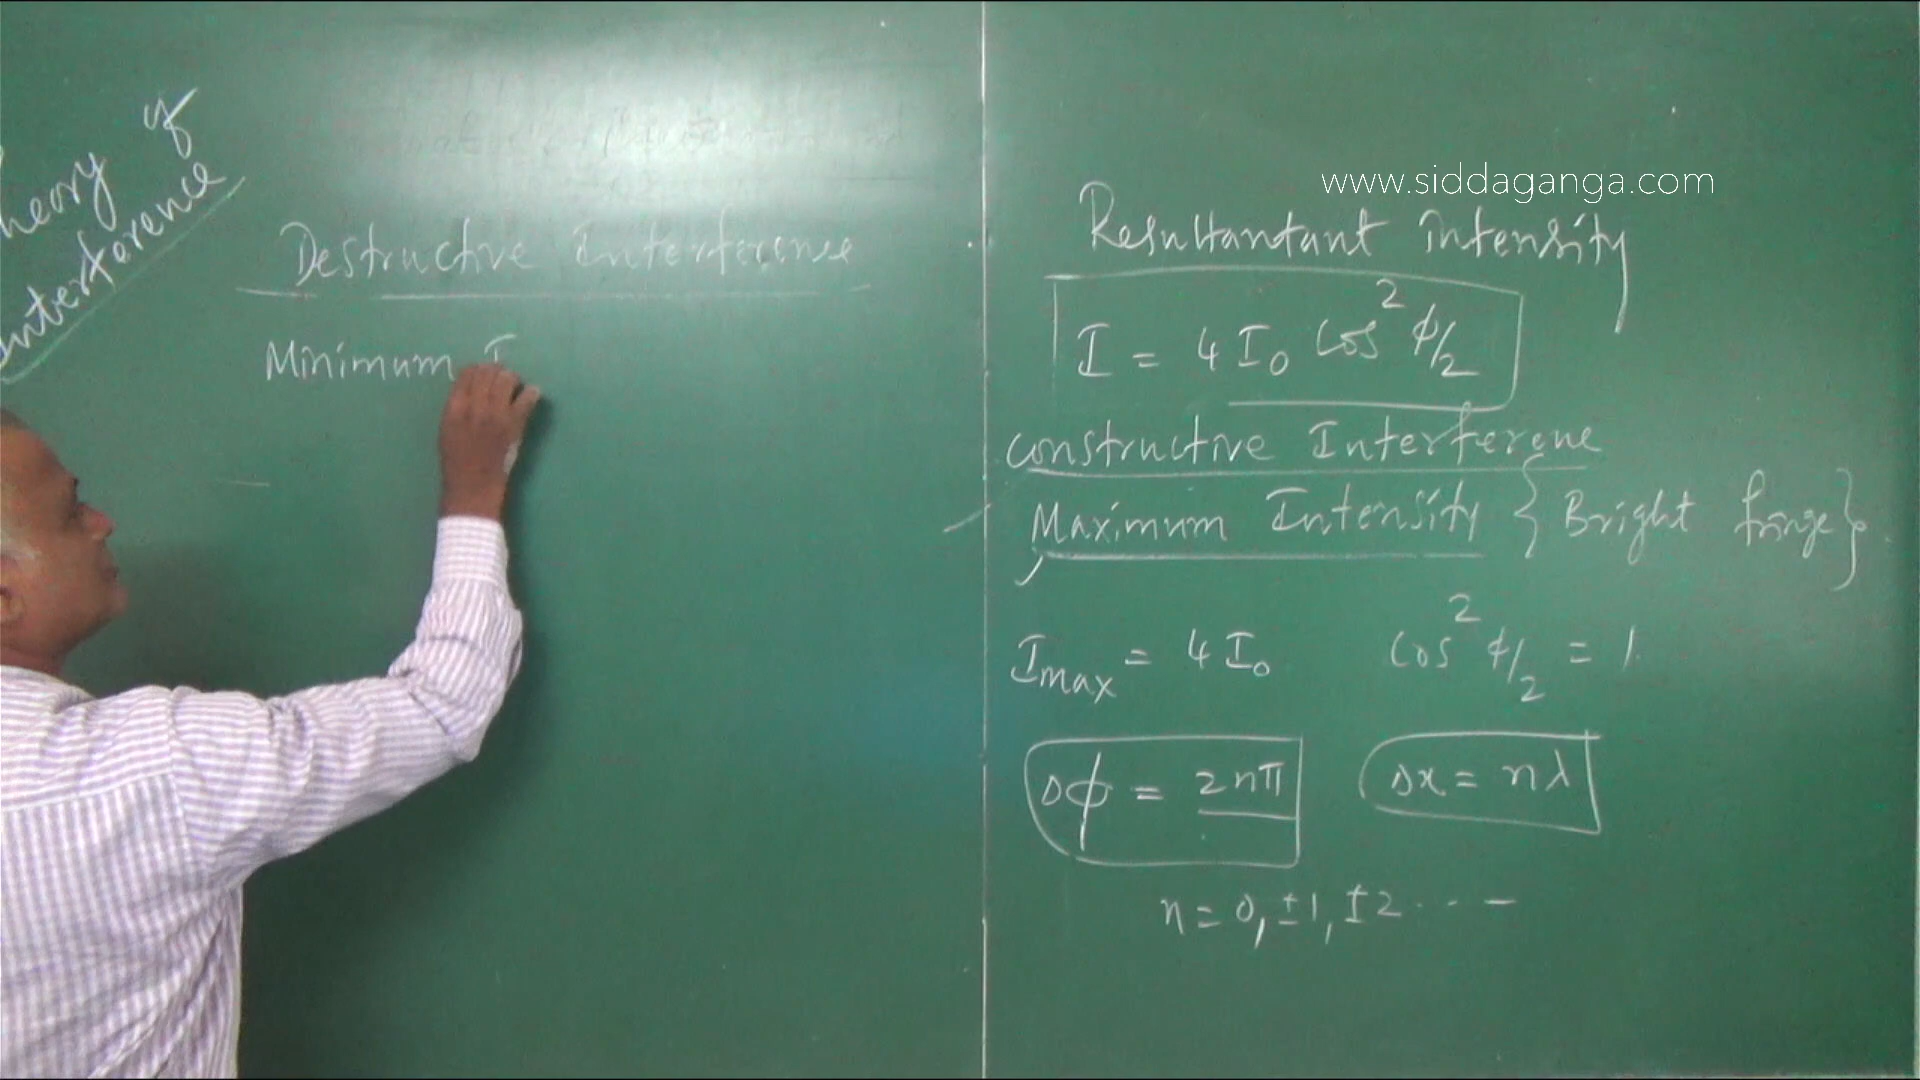 heory of
interference
Destructive Interference
Minimum I
www.siddaganga.com
Resultantant intensity
I = 4 I₀ cos² ϕ/2
constructive Interferene
Maximum Intensity { Bright fringe }
Imax = 4 I₀ cos² ϕ/2 = 1
Δϕ = 2nπ Δx = nλ
n = 0, ±1, ±2 . . . —